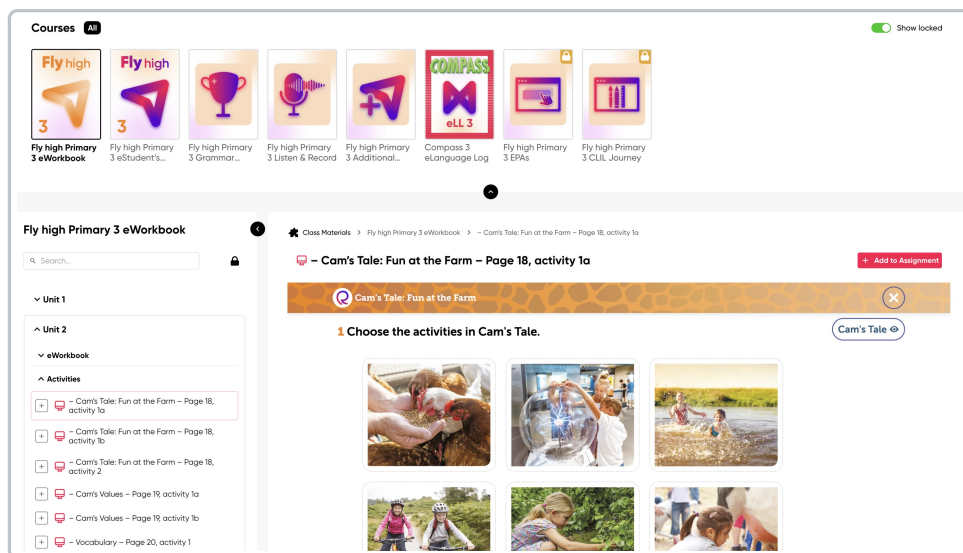 Courses All
Show locked
Fly high
3
Fly high
3
COMPASS
eLL 3
Fly high Primary
3 eWorkbook
Fly high Primary
3 eStudent's...
Fly high Primary
3 Grammar...
Fly high Primary
3 Listen & Record
Fly high Primary
3 Additional...
Compass 3
eLanguage Log
Fly high Primary
3 EPAs
Fly high Primary
3 CLIL Journey
Fly high Primary 3 eWorkbook
Search...
Unit 1
Unit 2
eWorkbook
Activities
– Cam's Tale: Fun at the Farm – Page 18,
activity 1a
– Cam's Tale: Fun at the Farm – Page 18,
activity 1b
– Cam's Tale: Fun at the Farm – Page 18,
activity 2
– Cam's Values – Page 19, activity 1a
– Cam's Values – Page 19, activity 1b
– Vocabulary – Page 20, activity 1
Class Materials > Fly high Primary 3 eWorkbook > – Cam's Tale: Fun at the Farm – Page 18, activity 1a
– Cam's Tale: Fun at the Farm – Page 18, activity 1a
+ Add to Assignment
Cam's Tale: Fun at the Farm
1 Choose the activities in Cam's Tale.
Cam's Tale